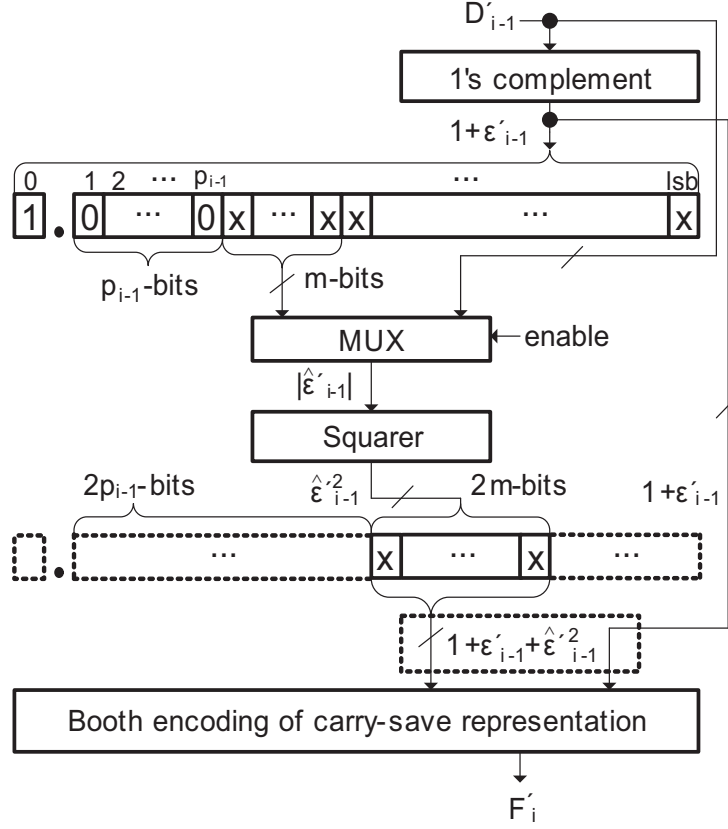 D′i-1
1's complement
1+ε′i-1
0 1 2 ... pi-1 ... lsb
1 . 0 ... 0 x ... x x ... x
pi-1-bits m-bits
MUX enable
|ε̂′i-1|
Squarer
2pi-1-bits ε̂′²i-1 2m-bits 1+ε′i-1
. ... x ... x ...
1+ε′i-1+ε̂′²i-1
Booth encoding of carry-save representation
F′i